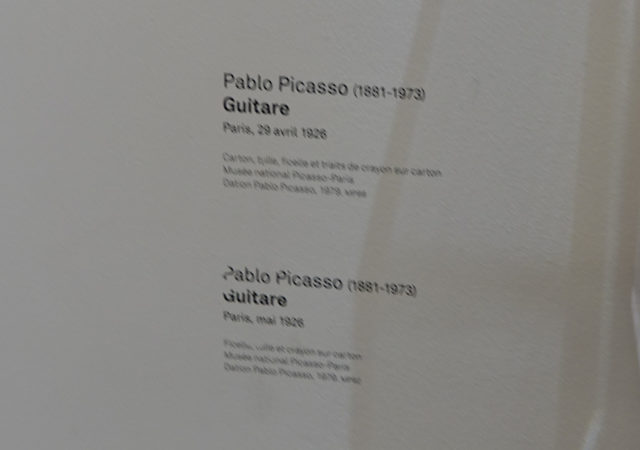 Pablo Picasso (1881-1973)
Guitare
Paris, 29 avril 1926
Carton, tulle, ficelle et traits de crayon sur carton
Musée national Picasso-Paris
Dation Pablo Picasso, 1979.
Pablo Picasso (1881-1973)
Guitare
Paris, mai 1926
Ficelle, tulle et crayon sur carton
Musée national Picasso-Paris
Dation Pablo Picasso, 1979.